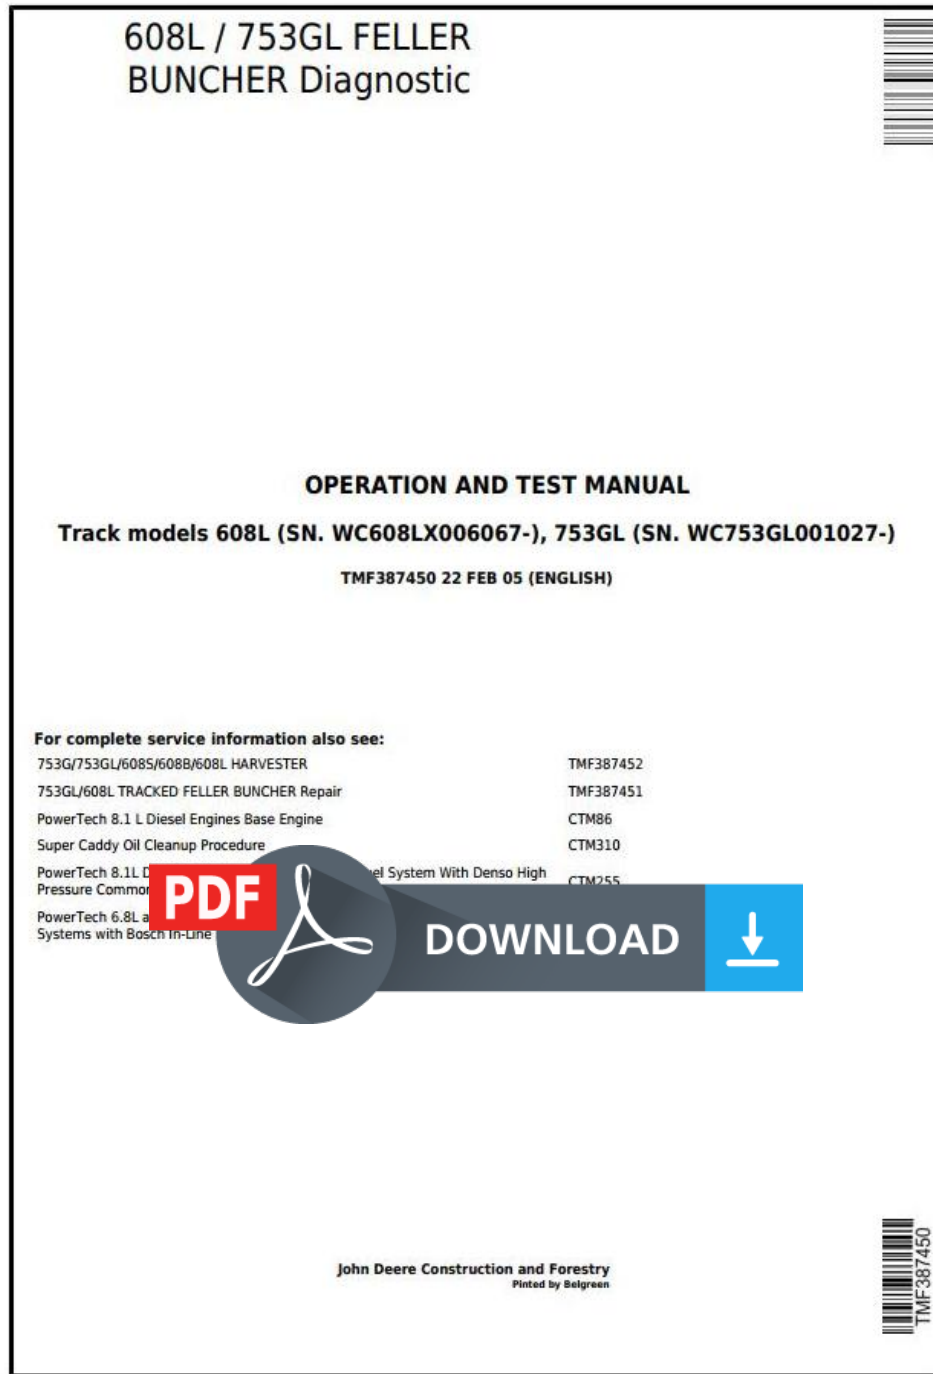 608L / 753GL FELLER
BUNCHER Diagnostic
OPERATION AND TEST MANUAL
Track models 608L (SN. WC608LX006067-), 753GL (SN. WC753GL001027-)
TMF387450 22 FEB 05 (ENGLISH)
For complete service information also see:
753G/753GL/608S/608B/608L HARVESTER TMF387452
753GL/608L TRACKED FELLER BUNCHER Repair TMF387451
PowerTech 8.1 L Diesel Engines Base Engine CTM86
Super Caddy Oil Cleanup Procedure CTM310
PowerTech 8.1L System With Denso High
Pressure CTM255
PowerTech 6.8L
Systems with Bosch In-Line
PDF
DOWNLOAD
John Deere Construction and Forestry
Pinted by Belgreen
TMF387450